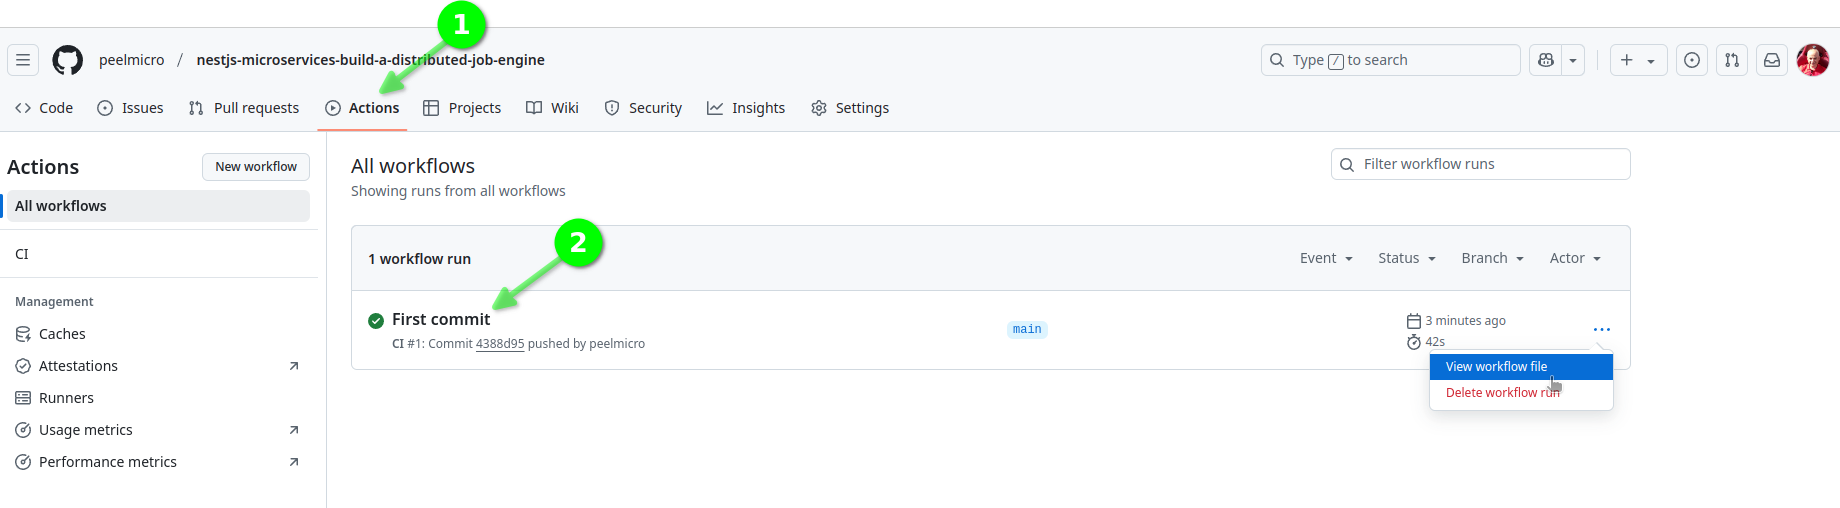 1
peelmicro / nestjs-microservices-build-a-distributed-job-engine
Type / to search
Code Issues Pull requests Actions Projects Wiki Security Insights Settings
Actions
New workflow
All workflows
CI
Management
Caches
Attestations
Runners
Usage metrics
Performance metrics
All workflows
Showing runs from all workflows
Filter workflow runs
2
1 workflow run
Event Status Branch Actor
First commit
CI #1: Commit 4388d95 pushed by peelmicro
main
3 minutes ago
42s
View workflow file
Delete workflow run